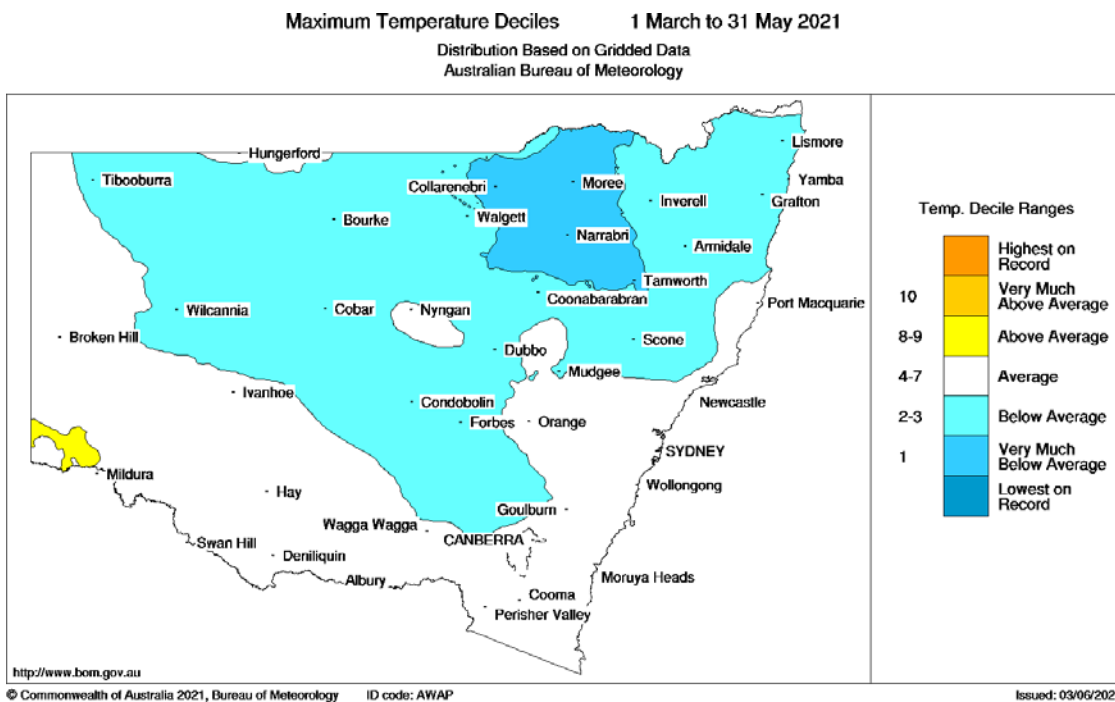 Maximum Temperature Deciles 1 March to 31 May 2021
Distribution Based on Gridded Data
Australian Bureau of Meteorology
Hungerford
Lismore
Tibooburra
Collarenebri
Moree
Yamba
Inverell
Grafton
Bourke
Walgett
Narrabri
Armidale
Tamworth
Coonabarabran
Port Macquarie
Wilcannia
Cobar
Nyngan
Broken Hill
Scone
Dubbo
Mudgee
Ivanhoe
Condobolin
Newcastle
Forbes
Orange
SYDNEY
Mildura
Wollongong
Hay
Goulburn
Wagga Wagga
CANBERRA
Swan Hill
Deniliquin
Albury
Moruya Heads
Cooma
Perisher Valley
Temp. Decile Ranges
Highest on
Record
10 Very Much
Above Average
8-9 Above Average
4-7 Average
2-3 Below Average
1 Very Much
Below Average
Lowest on
Record
http://www.bom.gov.au
© Commonwealth of Australia 2021, Bureau of Meteorology ID code: AWAP Issued: 03/06/202